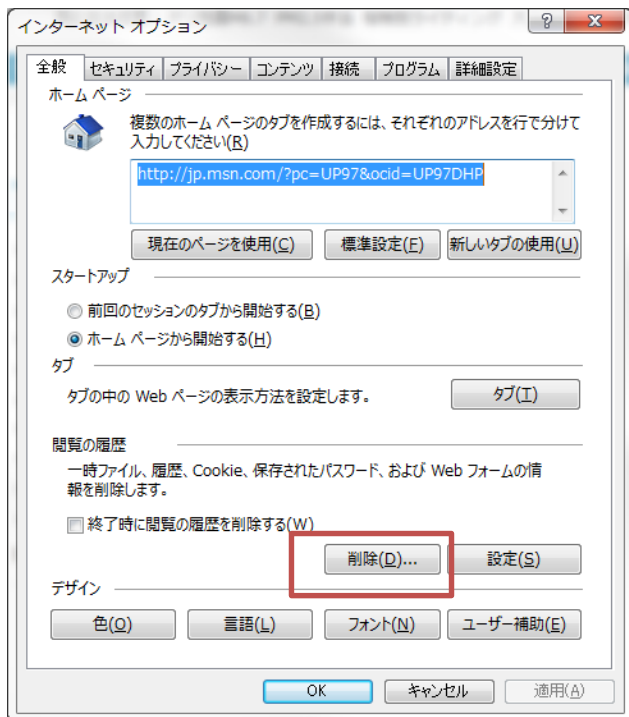 インターネット オプション
全般 セキュリティ プライバシー コンテンツ 接続 プログラム 詳細設定
ホーム ページ
複数のホーム ページのタブを作成するには、それぞれのアドレスを行で分けて
入力してください(R)
http://jp.msn.com/?pc=UP97&ocid=UP97DHP
現在のページを使用(C) 標準設定(F) 新しいタブの使用(U)
スタートアップ
前回のセッションのタブから開始する(B)
ホーム ページから開始する(H)
タブ
タブの中の Web ページの表示方法を設定します。 タブ(T)
閲覧の履歴
一時ファイル、履歴、Cookie、保存されたパスワード、および Web フォームの情
報を削除します。
終了時に閲覧の履歴を削除する(W)
削除(D)... 設定(S)
デザイン
色(O) 言語(L) フォント(N) ユーザー補助(E)
OK キャンセル 適用(A)